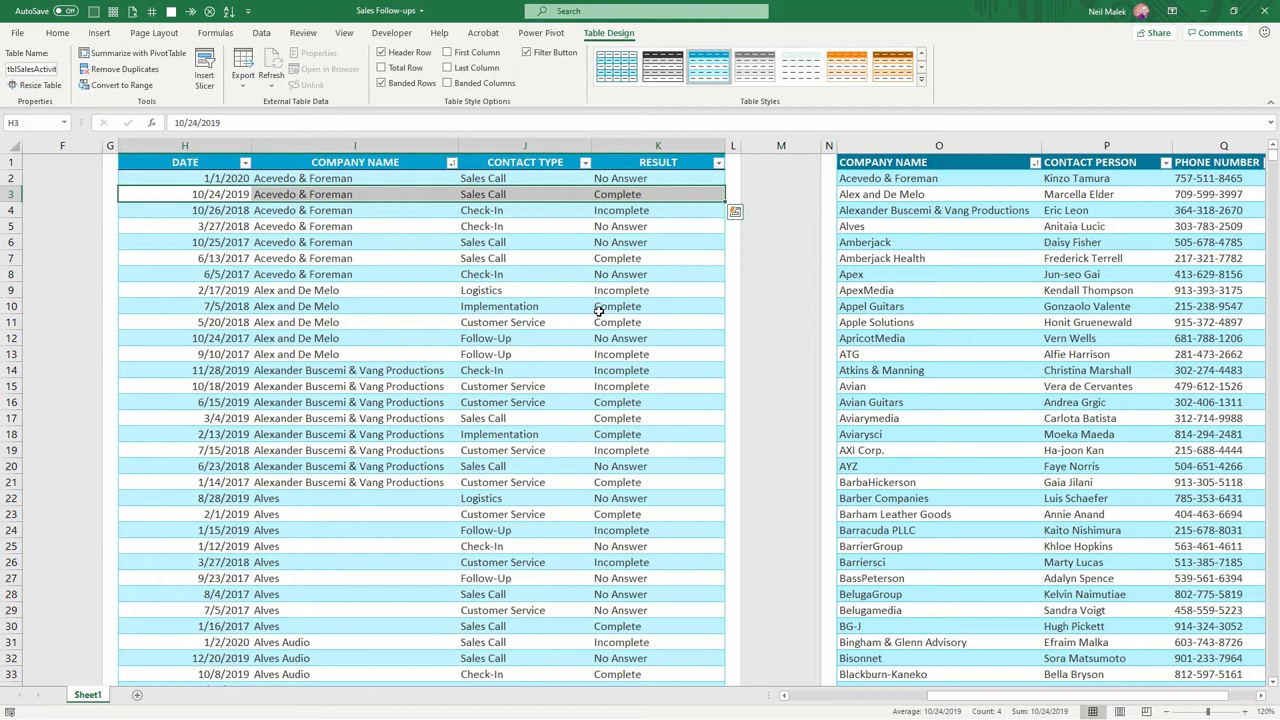 AutoSave Off Sales Follow-ups Search Neil Malek
File Home Insert Page Layout Formulas Data Review View Developer Help Acrobat Power Pivot Table Design Share Comments
Table Name: Summarize with PivotTable Properties Header Row First Column Filter Button
Remove Duplicates Insert Export Refresh Open in Browser Total Row Last Column
Resize Table Convert to Range Slicer Unlink Banded Rows Banded Columns
Properties Tools External Table Data Table Style Options Table Styles
H3 fx 10/24/2019
F G H I J K L M N O P Q
1 DATE COMPANY NAME CONTACT TYPE RESULT COMPANY NAME CONTACT PERSON PHONE NUMBER
2 1/1/2020 Acevedo & Foreman Sales Call No Answer Acevedo & Foreman Kinzo Tamura 757-511-8465
3 10/24/2019 Acevedo & Foreman Sales Call Complete Alex and De Melo Marcella Elder 709-599-3997
4 10/26/2018 Acevedo & Foreman Check-In Incomplete Alexander Buscemi & Vang Productions Eric Leon 364-318-2670
5 3/27/2018 Acevedo & Foreman Check-In No Answer Alves Anitaia Lucic 303-783-2509
6 10/25/2017 Acevedo & Foreman Sales Call No Answer Amberjack Daisy Fisher 505-678-4785
7 6/13/2017 Acevedo & Foreman Sales Call Complete Amberjack Health Frederick Terrell 217-321-7782
8 6/5/2017 Acevedo & Foreman Check-In No Answer Apex Jun-seo Gai 413-629-8156
9 2/17/2019 Alex and De Melo Logistics Incomplete ApexMedia Kendall Thompson 913-393-3175
10 7/5/2018 Alex and De Melo Implementation Complete Appel Guitars Gonzaolo Valente 215-238-9547
11 5/20/2018 Alex and De Melo Customer Service Complete Apple Solutions Honit Gruenewald 915-372-4897
12 10/24/2017 Alex and De Melo Follow-Up No Answer ApricotMedia Vern Wells 681-788-1206
13 9/10/2017 Alex and De Melo Follow-Up Incomplete ATG Alfie Harrison 281-473-2662
14 11/28/2019 Alexander Buscemi & Vang Productions Check-In Incomplete Atkins & Manning Christina Marshall 302-274-4483
15 10/18/2019 Alexander Buscemi & Vang Productions Customer Service Incomplete Avian Vera de Cervantes 479-612-1526
16 6/15/2019 Alexander Buscemi & Vang Productions Customer Service Complete Avian Guitars Andrea Grgic 302-406-1311
17 3/4/2019 Alexander Buscemi & Vang Productions Sales Call Complete Aviarymedia Carlota Batista 312-714-9988
18 2/13/2019 Alexander Buscemi & Vang Productions Implementation Complete Aviarysci Moeka Maeda 814-294-2481
19 7/15/2018 Alexander Buscemi & Vang Productions Customer Service Incomplete AXI Corp. Ha-joon Kan 215-688-4444
20 6/23/2018 Alexander Buscemi & Vang Productions Sales Call No Answer AYZ Faye Norris 504-651-4266
21 1/14/2017 Alexander Buscemi & Vang Productions Customer Service Complete BarbaHickerson Gaia Jilani 913-305-5118
22 8/28/2019 Alves Logistics No Answer Barber Companies Luis Schaefer 785-353-6431
23 2/1/2019 Alves Customer Service Complete Barham Leather Goods Annie Anand 404-463-6694
24 1/15/2019 Alves Follow-Up Incomplete Barracuda PLLC Kaito Nishimura 215-678-8031
25 1/12/2019 Alves Check-In No Answer BarrierGroup Khloe Hopkins 563-461-4611
26 3/27/2018 Alves Customer Service Incomplete Barriersci Marty Lucas 513-385-7185
27 9/23/2017 Alves Follow-Up No Answer BassPeterson Adalyn Spence 539-561-6394
28 8/4/2017 Alves Sales Call No Answer BelugaGroup Kelvin Naimutiae 802-775-5819
29 7/5/2017 Alves Customer Service No Answer Belugamedia Sandra Voigt 458-559-5223
30 1/16/2017 Alves Sales Call Complete BG-J Hugh Pickett 914-324-3052
31 1/2/2020 Alves Audio Sales Call Incomplete Bingham & Glenn Advisory Efraim Malka 603-743-8726
32 12/20/2019 Alves Audio Sales Call No Answer Bisonnet Sora Matsumoto 901-233-7964
33 10/8/2019 Alves Audio Check-In Complete Blackburn-Kaneko Bella Bryson 812-597-5161
Sheet1
Average: 10/24/2019 Count: 4 Sum: 10/24/2019 120%